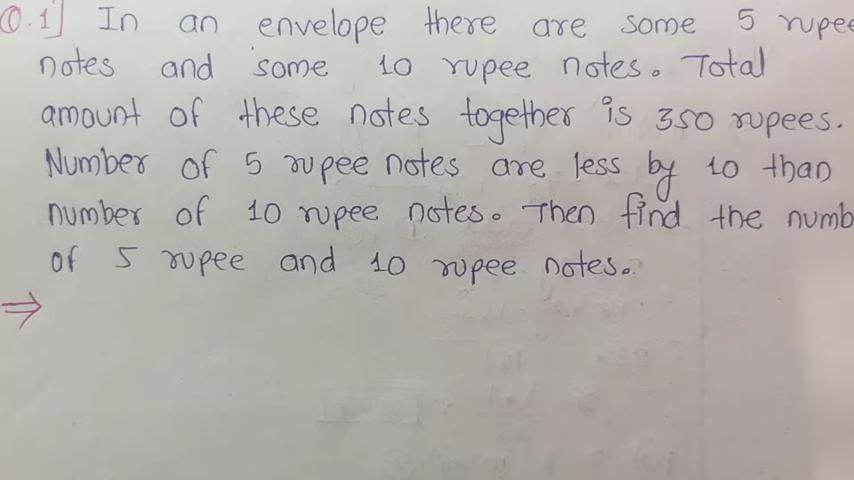 Q.1] In an envelope there are some 5 rupee
notes and some 10 rupee notes. Total
amount of these notes together is 350 rupees.
Number of 5 rupee notes are less by 10 than
number of 10 rupee notes. Then find the numb
of 5 rupee and 10 rupee notes.
⇒